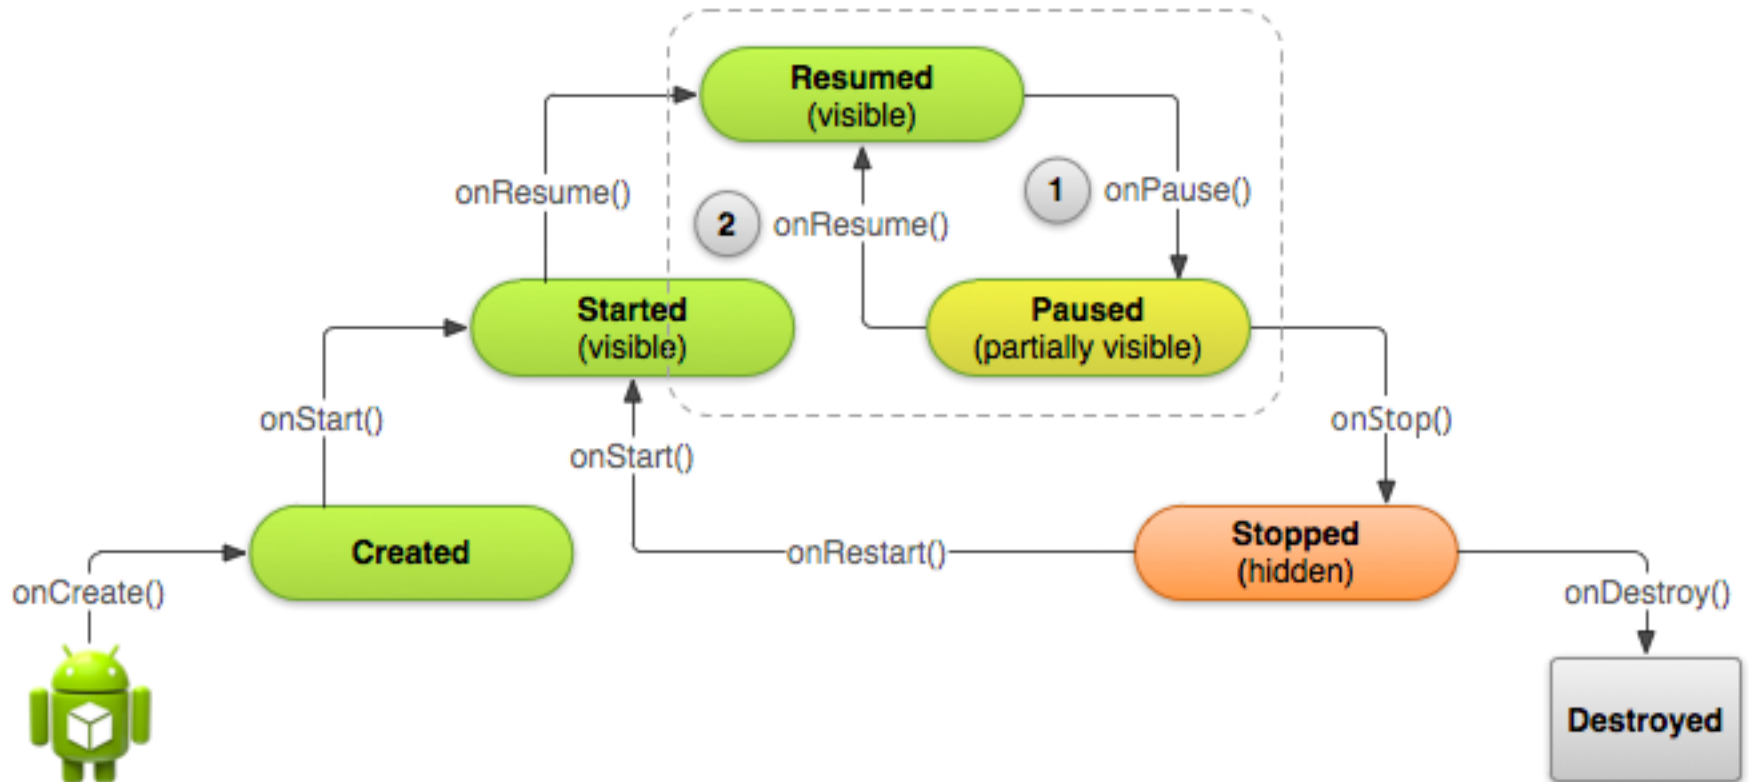 Resumed
(visible)
onResume()
1
onPause()
2
onResume()
Started
(visible)
Paused
(partially visible)
onStart()
onStop()
onStart()
Created
onRestart()
Stopped
(hidden)
onCreate()
onDestroy()
Destroyed